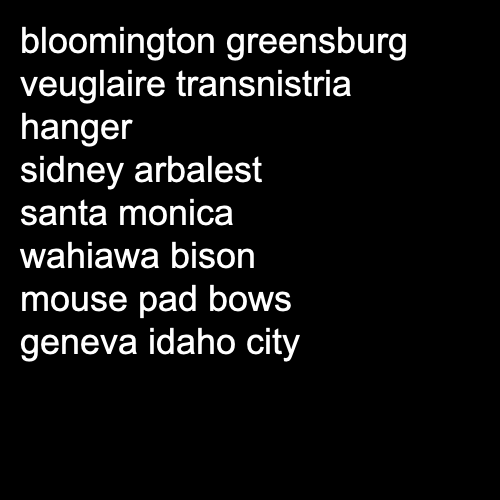 bloomington greensburg
veuglaire transnistria
hanger
sidney arbalest
santa monica
wahiawa bison
mouse pad bows
geneva idaho city